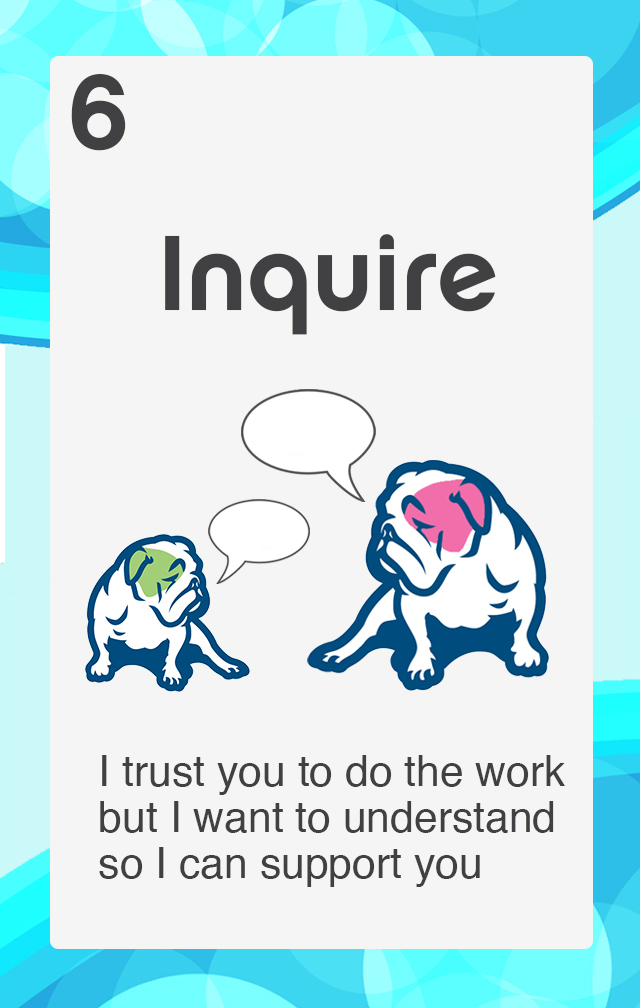 6
Inquire
I trust you to do the work
but I want to understand
so I can support you